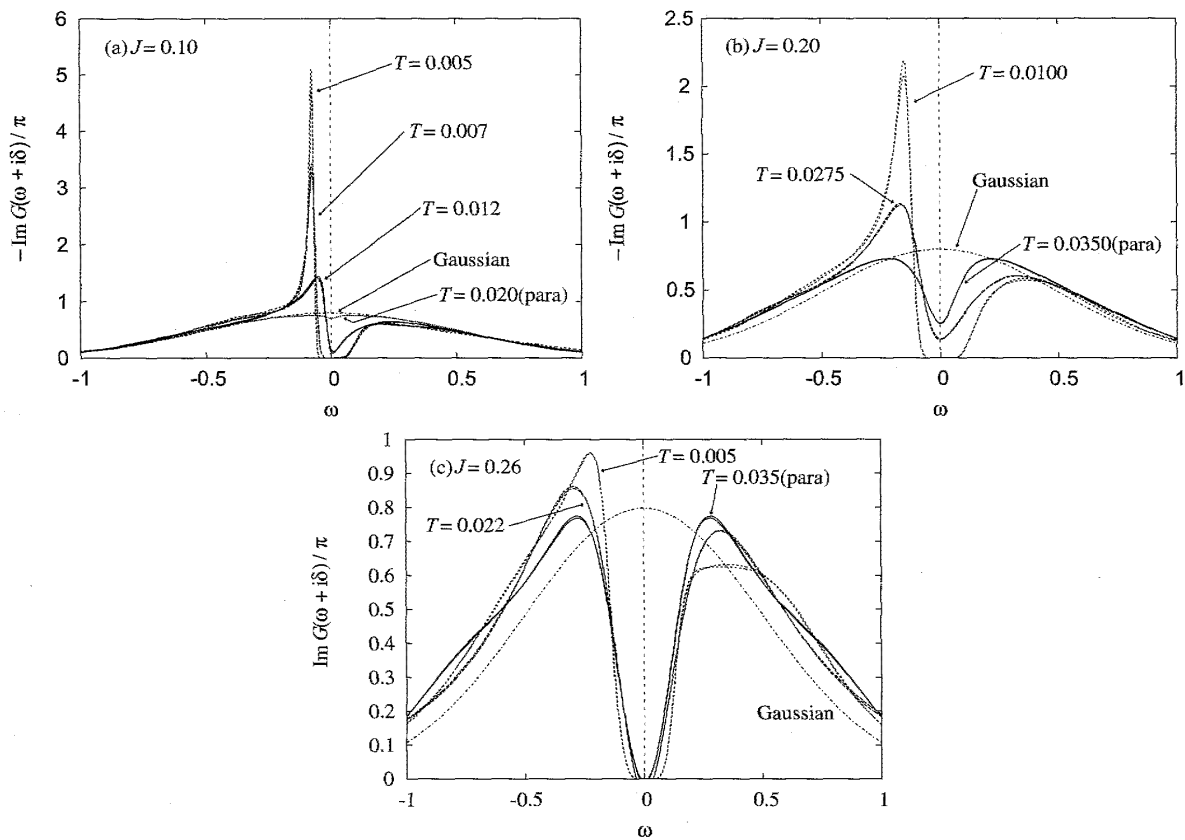 (a) J = 0.10
T = 0.005
T = 0.007
T = 0.012
Gaussian
T = 0.020(para)
−Im G(ω + iδ) / π
6
5
4
3
2
1
0
-1
-0.5
0
0.5
1
ω
(b) J = 0.20
T = 0.0100
T = 0.0275
Gaussian
T = 0.0350(para)
−Im G(ω + iδ) / π
2.5
2
1.5
1
0.5
0
-1
-0.5
0
0.5
1
ω
(c) J = 0.26
T = 0.005
T = 0.035(para)
T = 0.022
Gaussian
Im G(ω + iδ) / π
1
0.9
0.8
0.7
0.6
0.5
0.4
0.3
0.2
0.1
0
-1
-0.5
0
0.5
1
ω